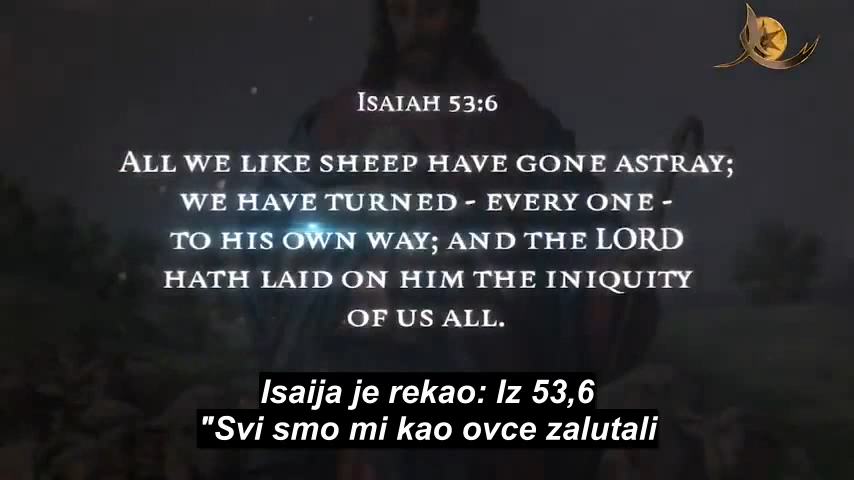 Isaiah 53:6
All we like sheep have gone astray;
we have turned - every one -
to his own way; and the LORD
hath laid on him the iniquity
of us all.
Isaija je rekao: Iz 53,6
"Svi smo mi kao ovce zalutali